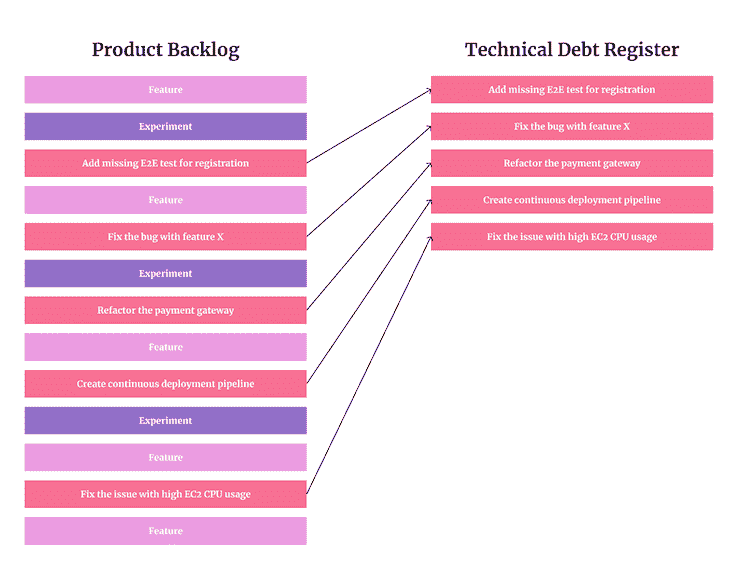 Product Backlog
Feature
Experiment
Add missing E2E test for registration
Feature
Fix the bug with feature X
Experiment
Refactor the payment gateway
Feature
Create continuous deployment pipeline
Experiment
Feature
Fix the issue with high EC2 CPU usage
Feature
Technical Debt Register
Add missing E2E test for registration
Fix the bug with feature X
Refactor the payment gateway
Create continuous deployment pipeline
Fix the issue with high EC2 CPU usage